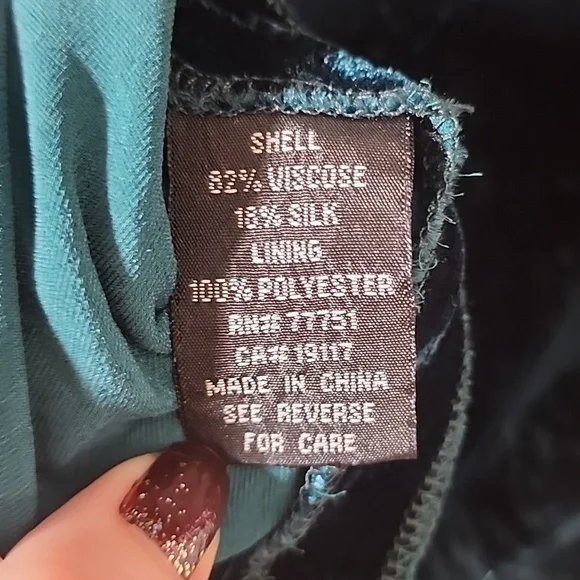 SHELL
82% VISCOSE
18% SILK
LINING
100% POLYESTER
RN# 77751
CA# 19117
MADE IN CHINA
SEE REVERSE
FOR CARE